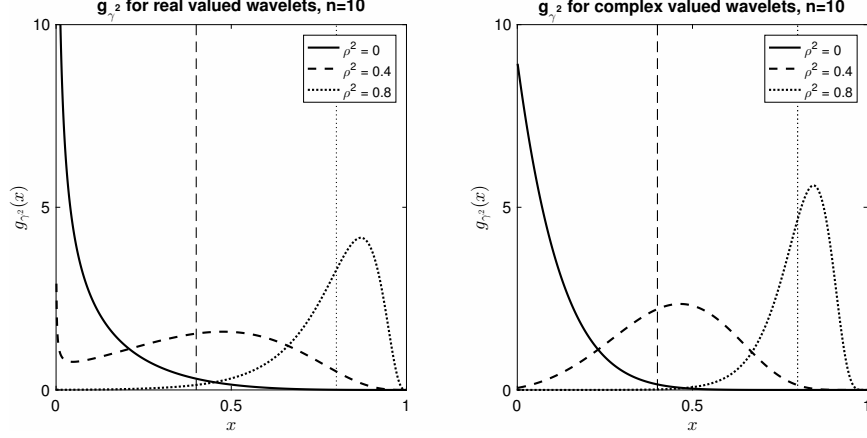 g_γ² for real valued wavelets, n=10
10
5
0
0
0.5
1
x
g_γ²(x)
ρ² = 0
ρ² = 0.4
ρ² = 0.8
g_γ² for complex valued wavelets, n=10
10
5
0
0
0.5
1
x
g_γ²(x)
ρ² = 0
ρ² = 0.4
ρ² = 0.8